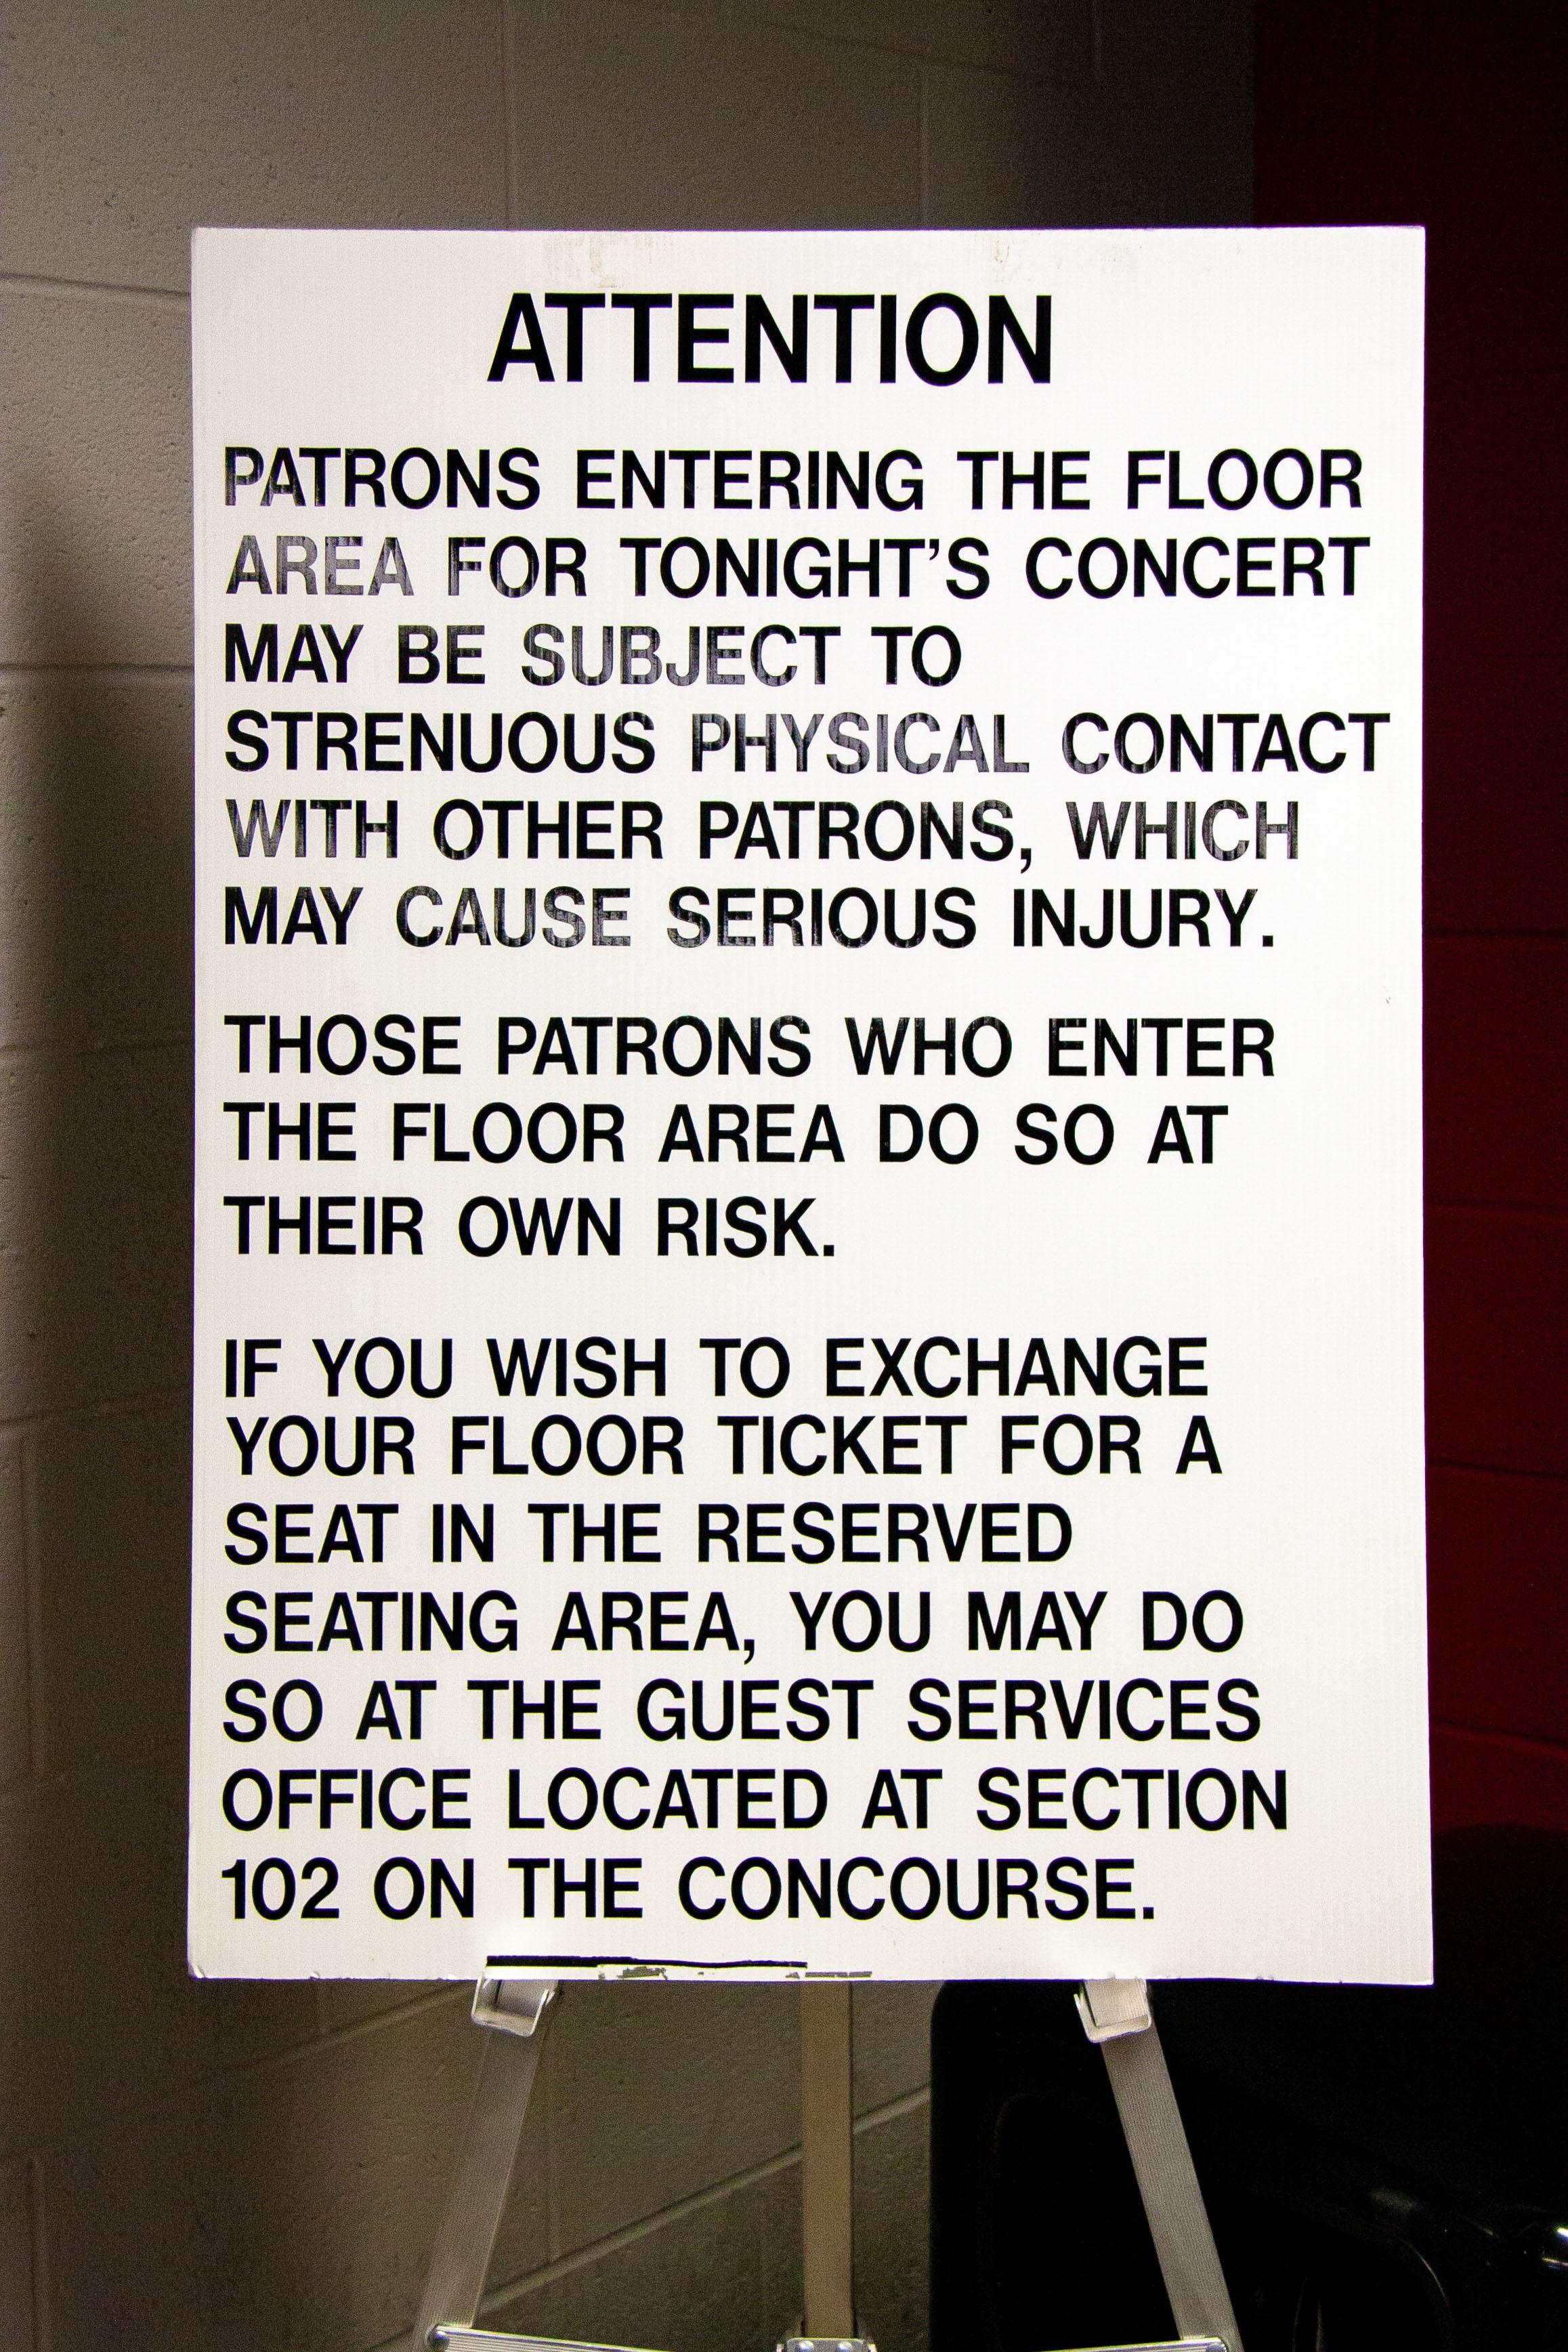 ATTENTION
PATRONS ENTERING THE FLOOR
AREA FOR TONIGHT'S CONCERT
MAY BE SUBJECT TO
STRENUOUS PHYSICAL CONTACT
WITH OTHER PATRONS, WHICH
MAY CAUSE SERIOUS INJURY.
THOSE PATRONS WHO ENTER
THE FLOOR AREA DO SO AT
THEIR OWN RISK.
IF YOU WISH TO EXCHANGE
YOUR FLOOR TICKET FOR A
SEAT IN THE RESERVED
SEATING AREA, YOU MAY DO
SO AT THE GUEST SERVICES
OFFICE LOCATED AT SECTION
102 ON THE CONCOURSE.